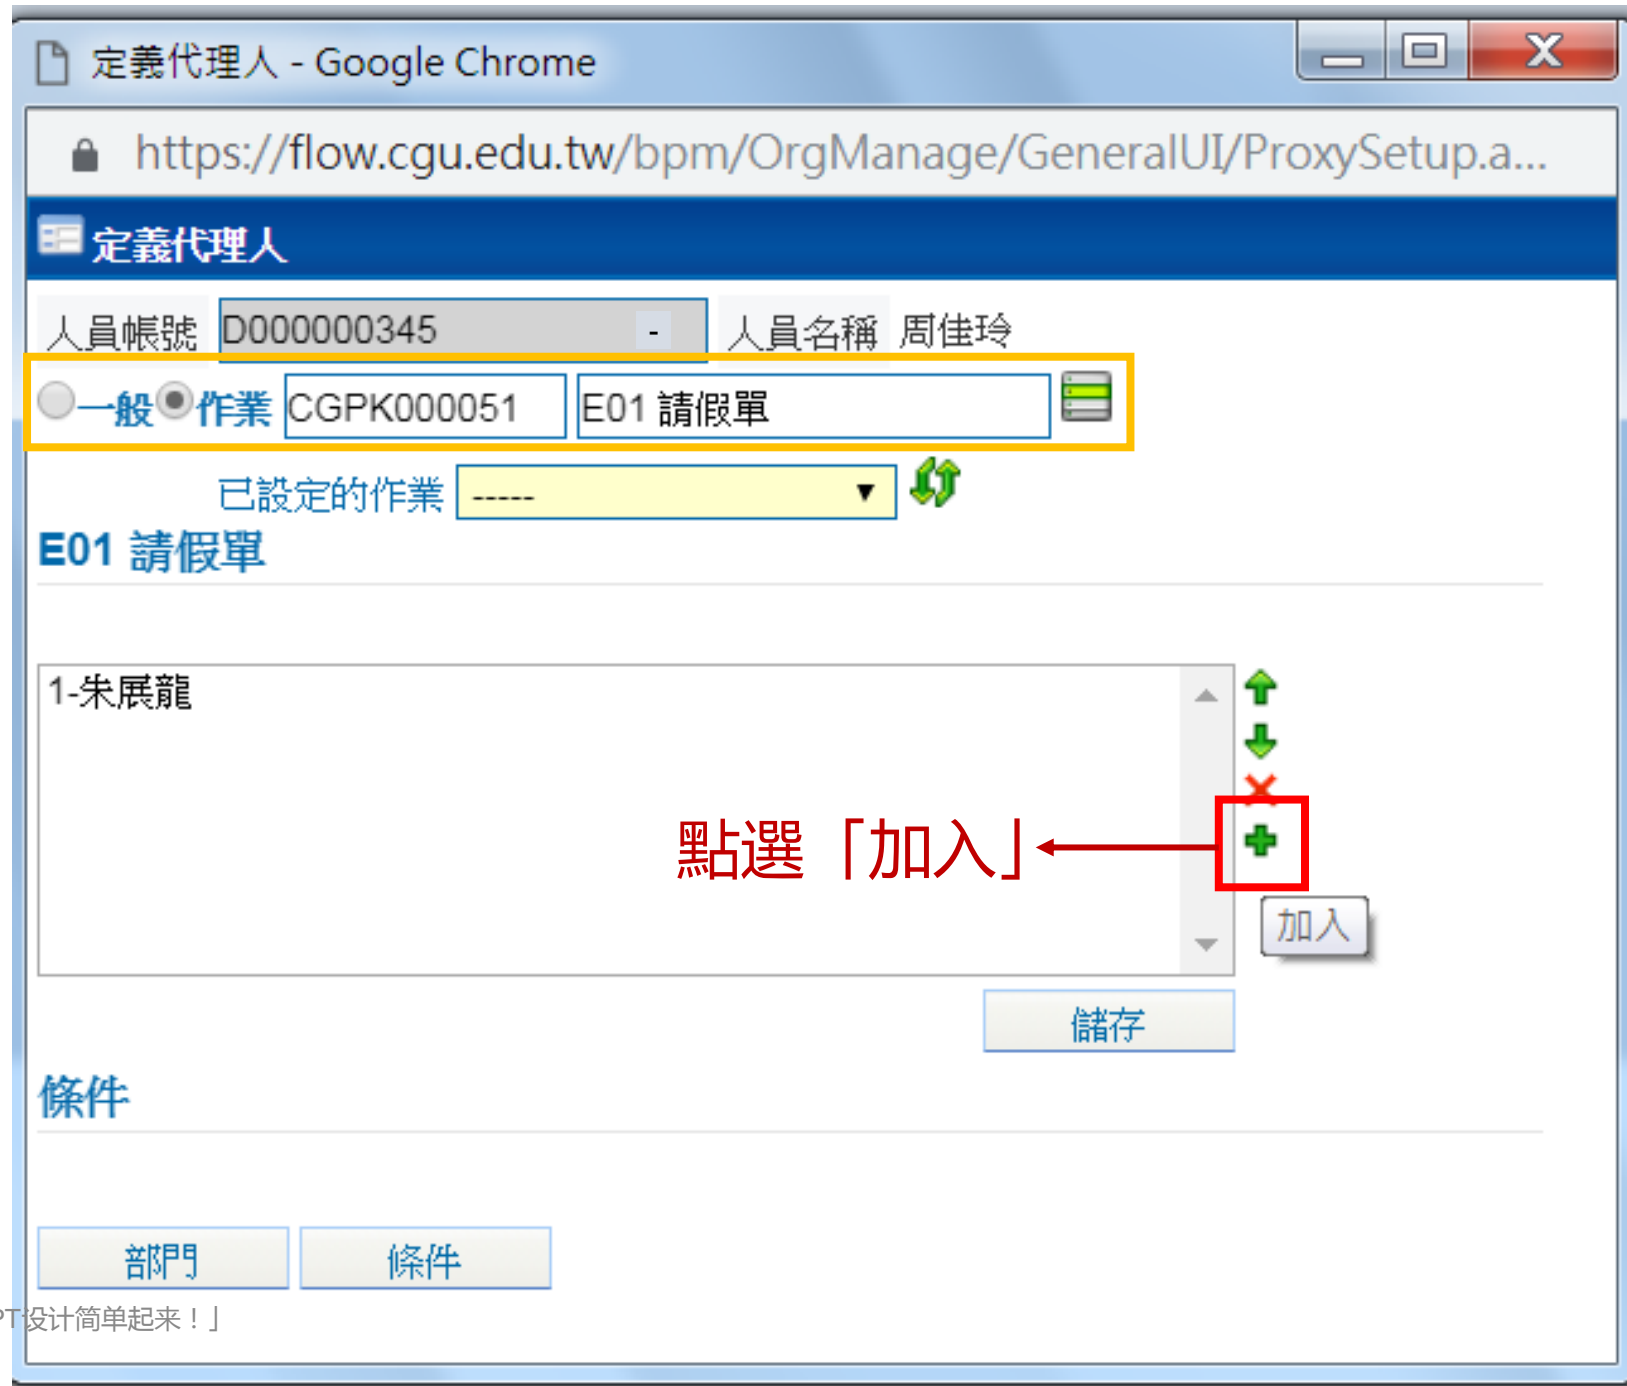 定義代理人 - Google Chrome
https://flow.cgu.edu.tw/bpm/OrgManage/GeneralUI/ProxySetup.a...
定義代理人
人員帳號 D000000345 - 人員名稱 周佳玲
一般 作業 CGPK000051 E01 請假單
已設定的作業 -----
E01 請假單
1-朱展龍
點選「加入」
加入
儲存
條件
部門 條件
PT设计简单起来！」